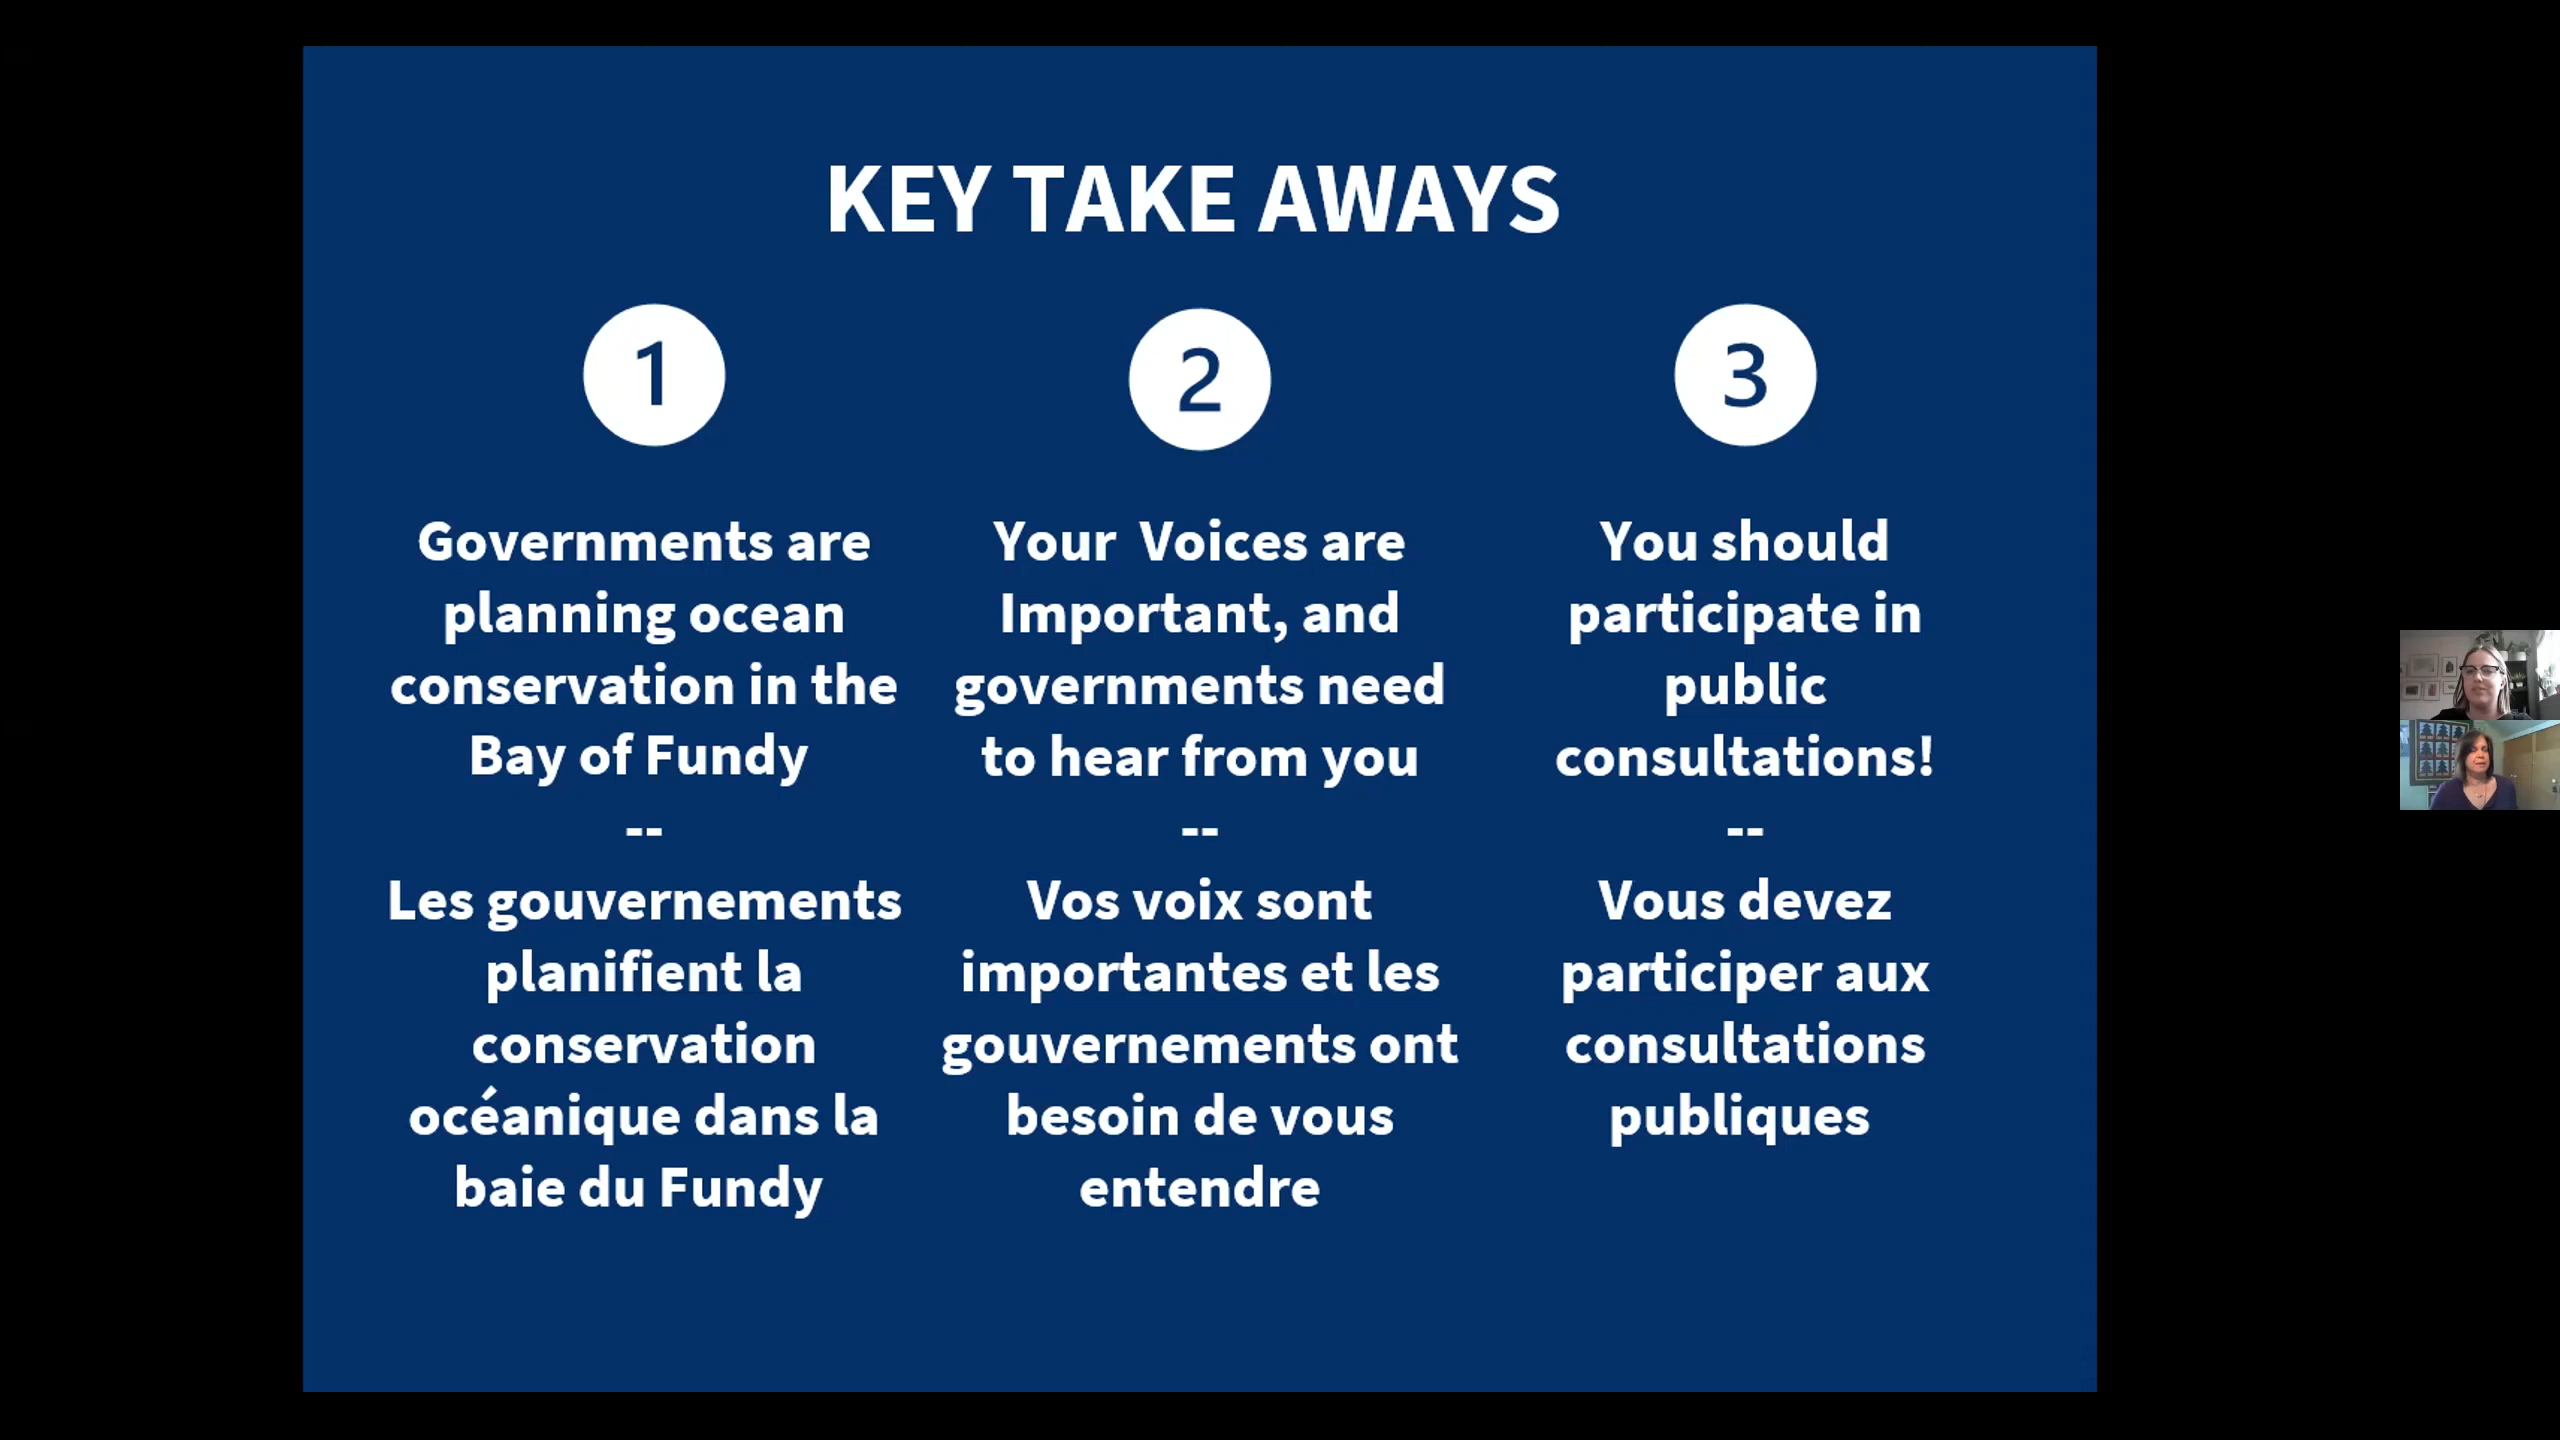 KEY TAKE AWAYS
1
Governments are
planning ocean
conservation in the
Bay of Fundy
--
Les gouvernements
planifient la
conservation
océanique dans la
baie du Fundy
2
Your  Voices are
Important, and
governments need
to hear from you
--
Vos voix sont
importantes et les
gouvernements ont
besoin de vous
entendre
3
You should
participate in
public
consultations!
--
Vous devez
participer aux
consultations
publiques